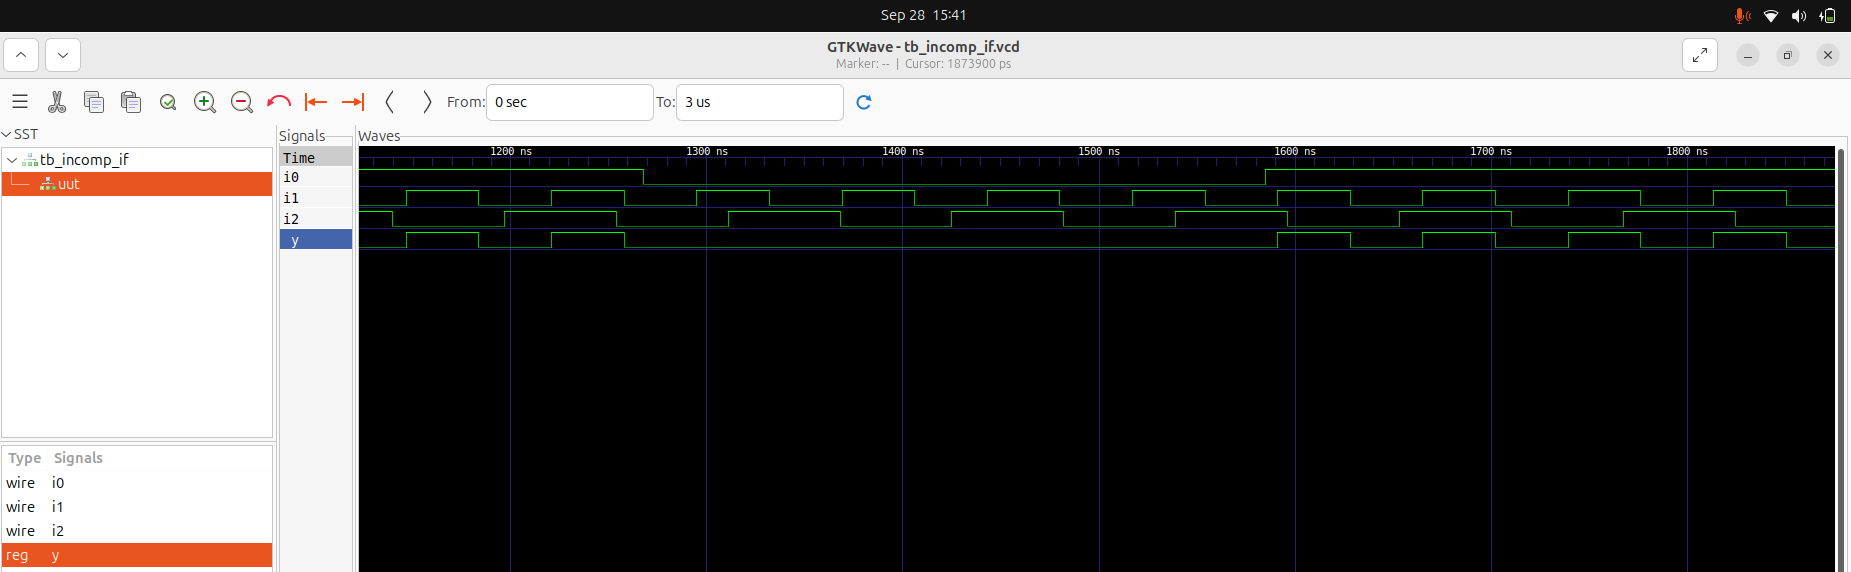 Sep 28 15:41
GTKWave - tb_incomp_if.vcd
Marker: -- | Cursor: 1873900 ps
From: 0 sec To: 3 us
SST
tb_incomp_if
uut
Type Signals
wire i0
wire i1
wire i2
reg y
Signals
Time
i0
i1
i2
y
Waves
1200 ns 1300 ns 1400 ns 1500 ns 1600 ns 1700 ns 1800 ns